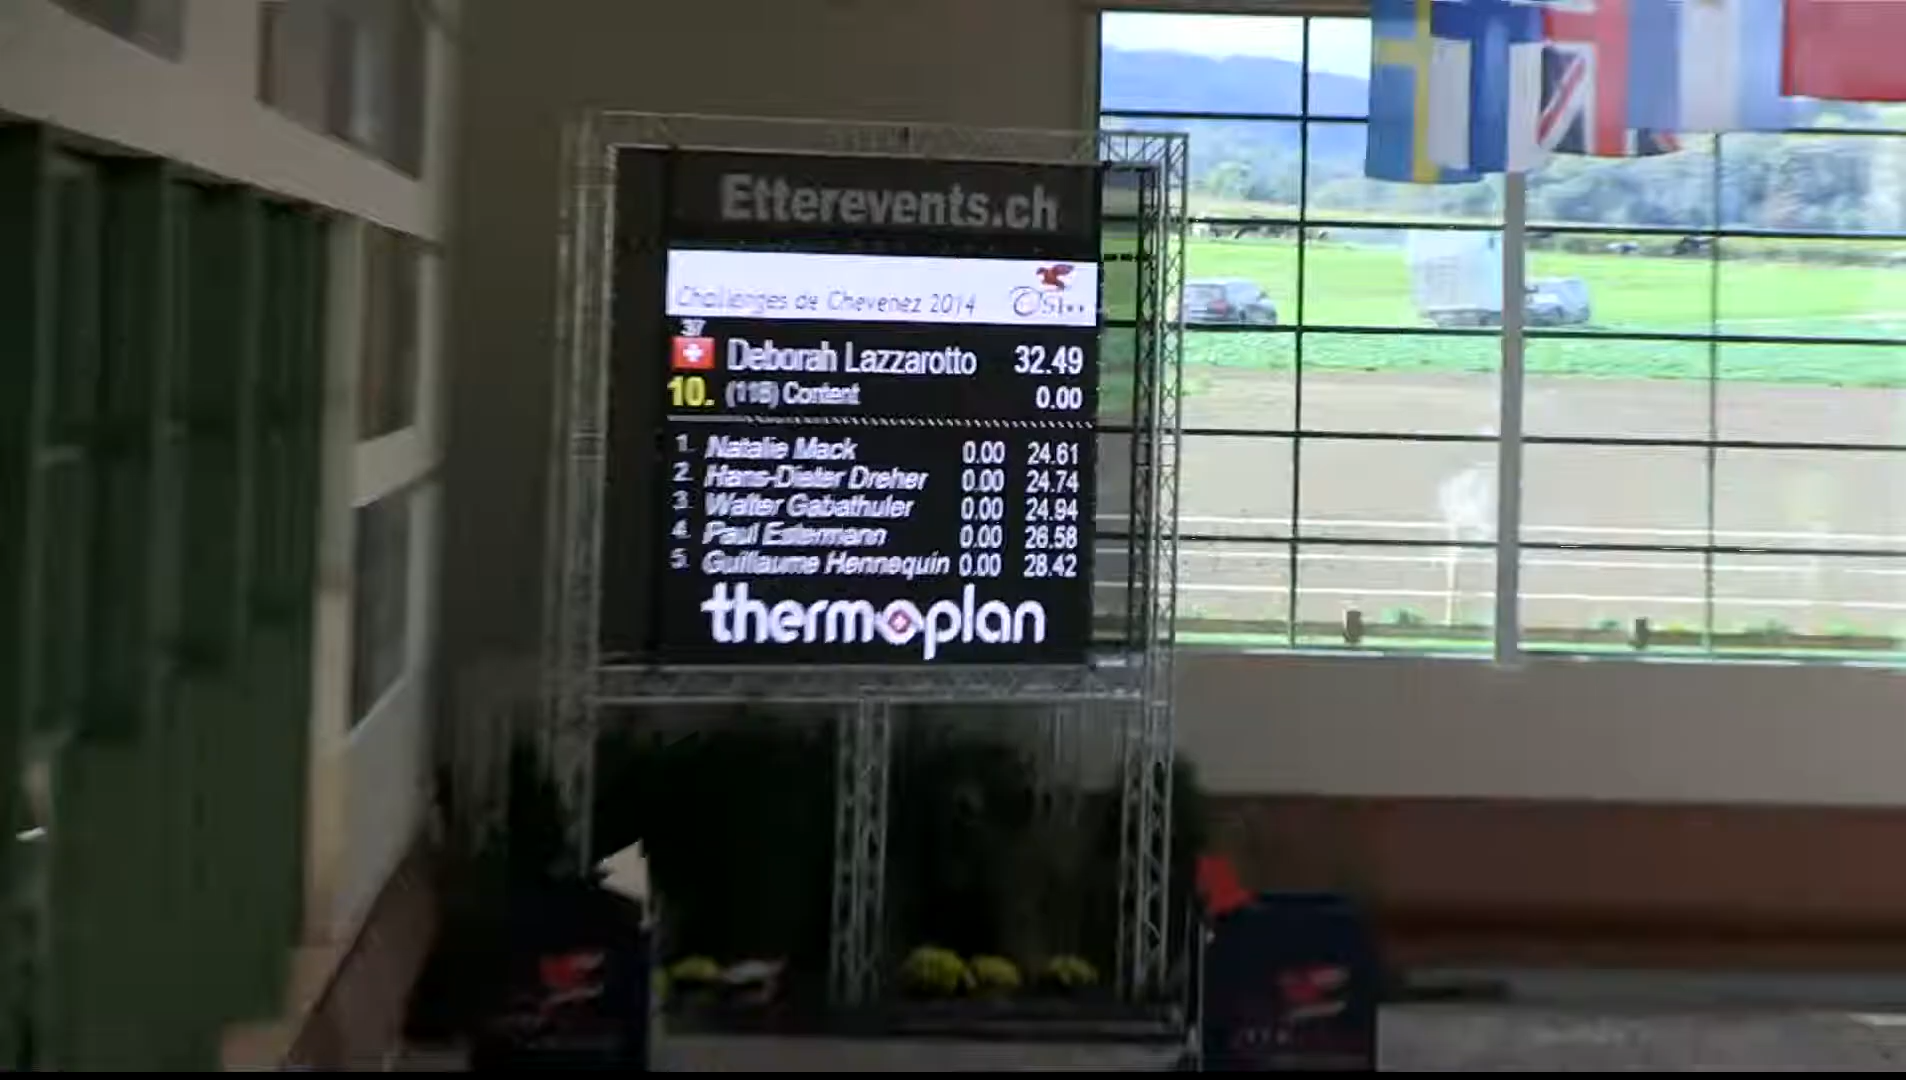 Etterevents.ch
Challenges de Chevenez 2014 CSI**
37
Deborah Lazzarotto 32.49
10. (116) Content 0.00
1. Natalie Mack 0.00 24.61
2. Hans-Dieter Dreher 0.00 24.74
3. Walter Gabathuler 0.00 24.94
4. Paul Estermann 0.00 26.58
5. Guillaume Hennequin 0.00 28.42
thermoplan